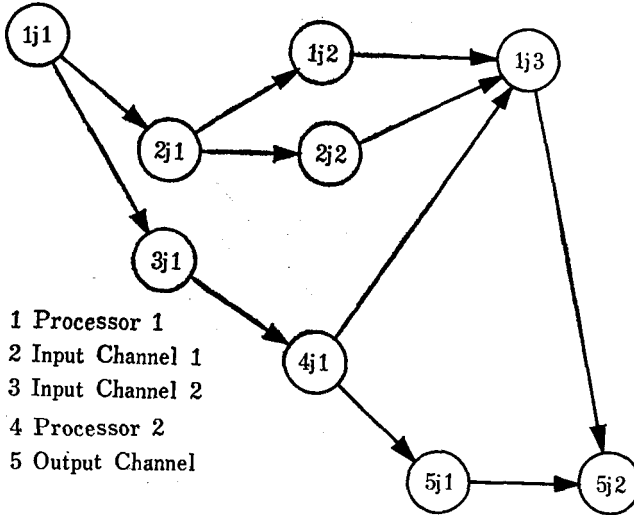 1j1
1j2
1j3
2j1
2j2
3j1
4j1
5j1
5j2
1 Processor 1
2 Input Channel 1
3 Input Channel 2
4 Processor 2
5 Output Channel